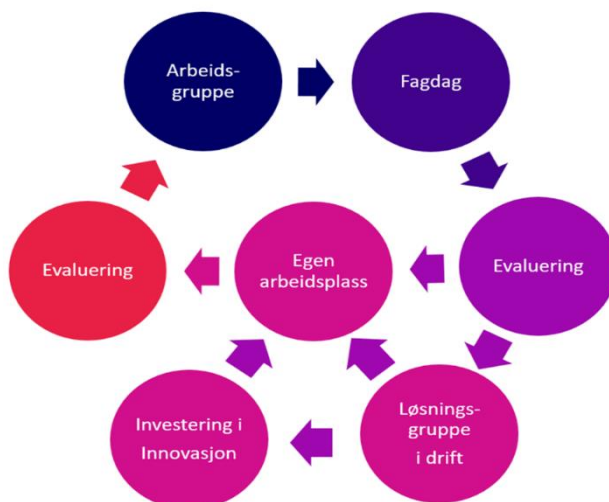 Arbeids-
gruppe
Fagdag
Evaluering
Egen
arbeidsplass
Evaluering
Investering i
Innovasjon
Løsnings-
gruppe
i drift